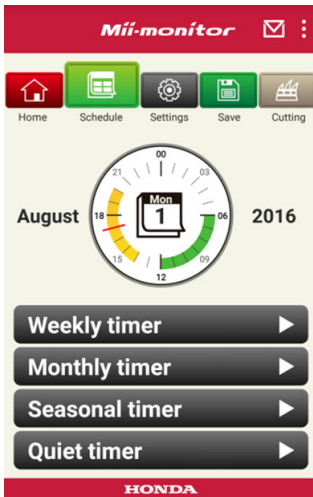 Mii-monitor
Home Schedule Settings Save Cutting
00
21 03
August 18 Mon 06 2016
1
15 09
12
Weekly timer
Monthly timer
Seasonal timer
Quiet timer
HONDA